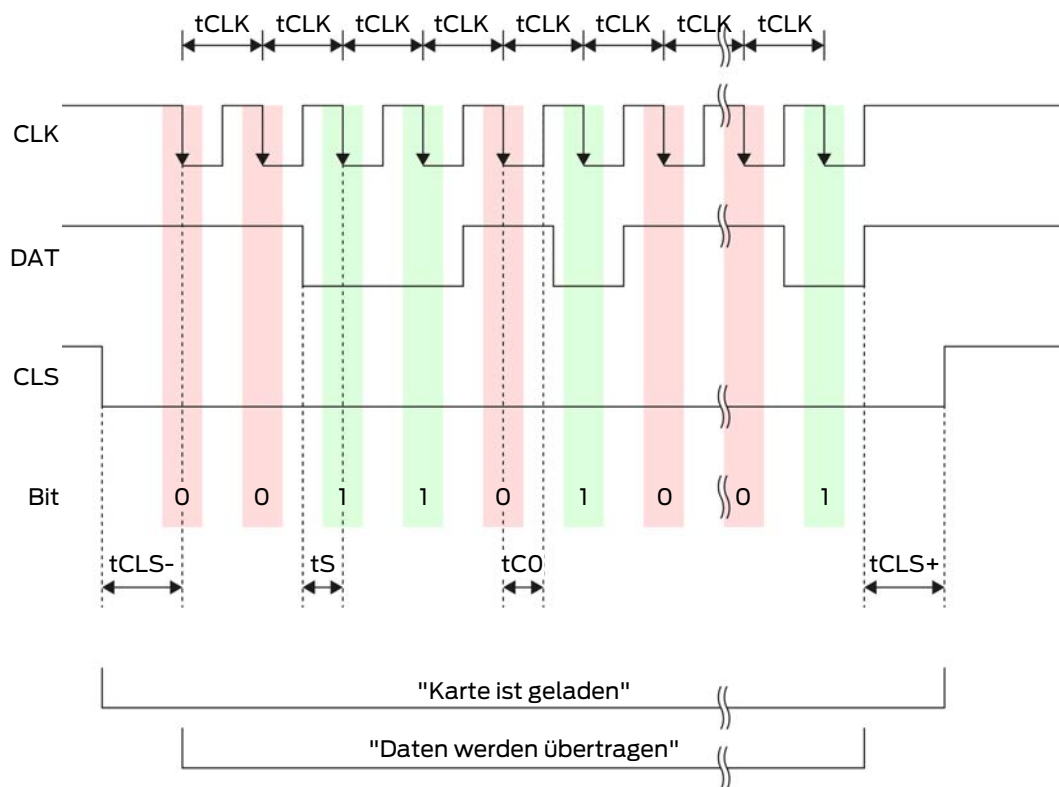 tCLK tCLK tCLK tCLK tCLK tCLK tCLK tCLK
CLK
DAT
CLS
Bit 0 0 1 1 0 1 0 0 1
tCLS- tS tC0 tCLS+
"Karte ist geladen"
"Daten werden übertragen"